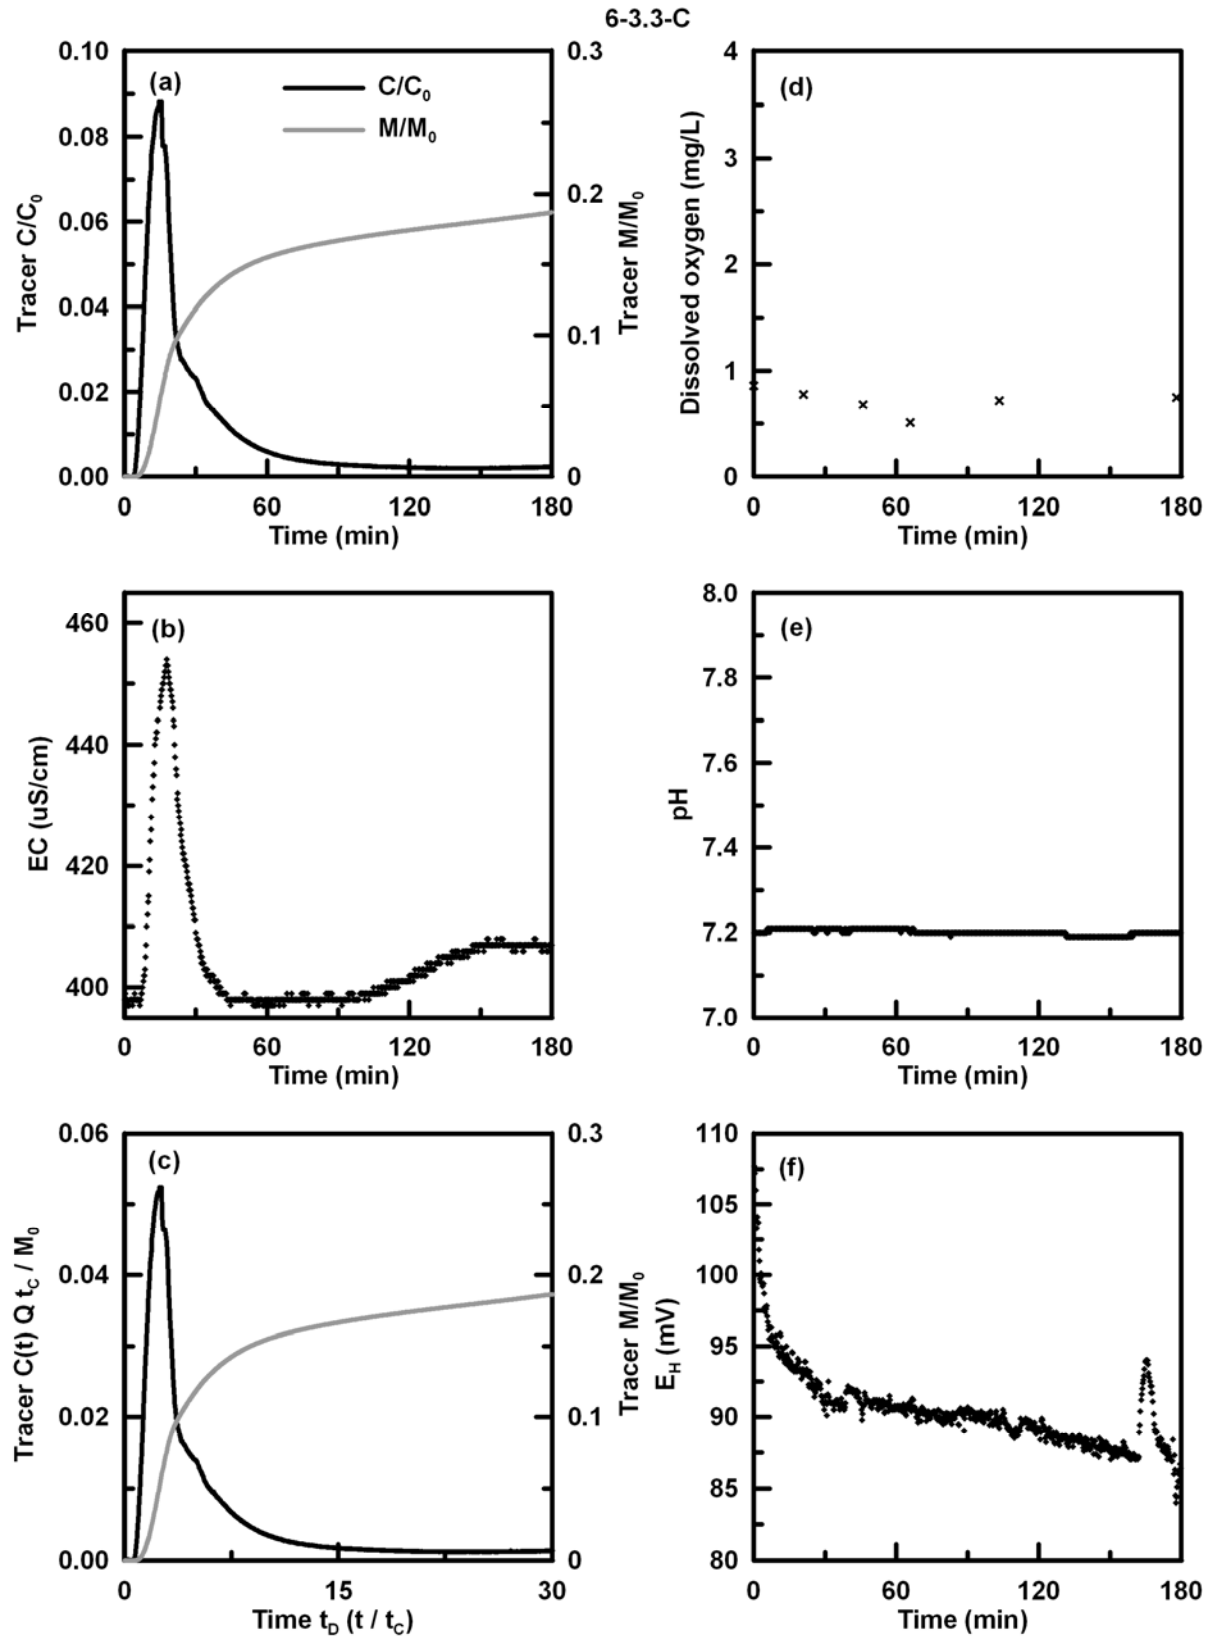 6-3.3-C
(a)
C/C0
M/M0
0.10
0.08
0.06
0.04
0.02
0.00
Tracer C/C0
0.3
0.2
0.1
0
Tracer M/M0
0 60 120 180
Time (min)
(d)
4
3
2
1
0
Dissolved oxygen (mg/L)
0 60 120 180
Time (min)
(b)
460
440
420
400
EC (uS/cm)
0 60 120 180
Time (min)
(e)
8.0
7.8
7.6
7.4
7.2
7.0
pH
0 60 120 180
Time (min)
(c)
0.06
0.04
0.02
0.00
Tracer C(t) Q tC / M0
0.3
0.2
0.1
0
Tracer M/M0
0 15 30
Time tD (t / tC)
(f)
110
105
100
95
90
85
80
EH (mV)
0 60 120 180
Time (min)